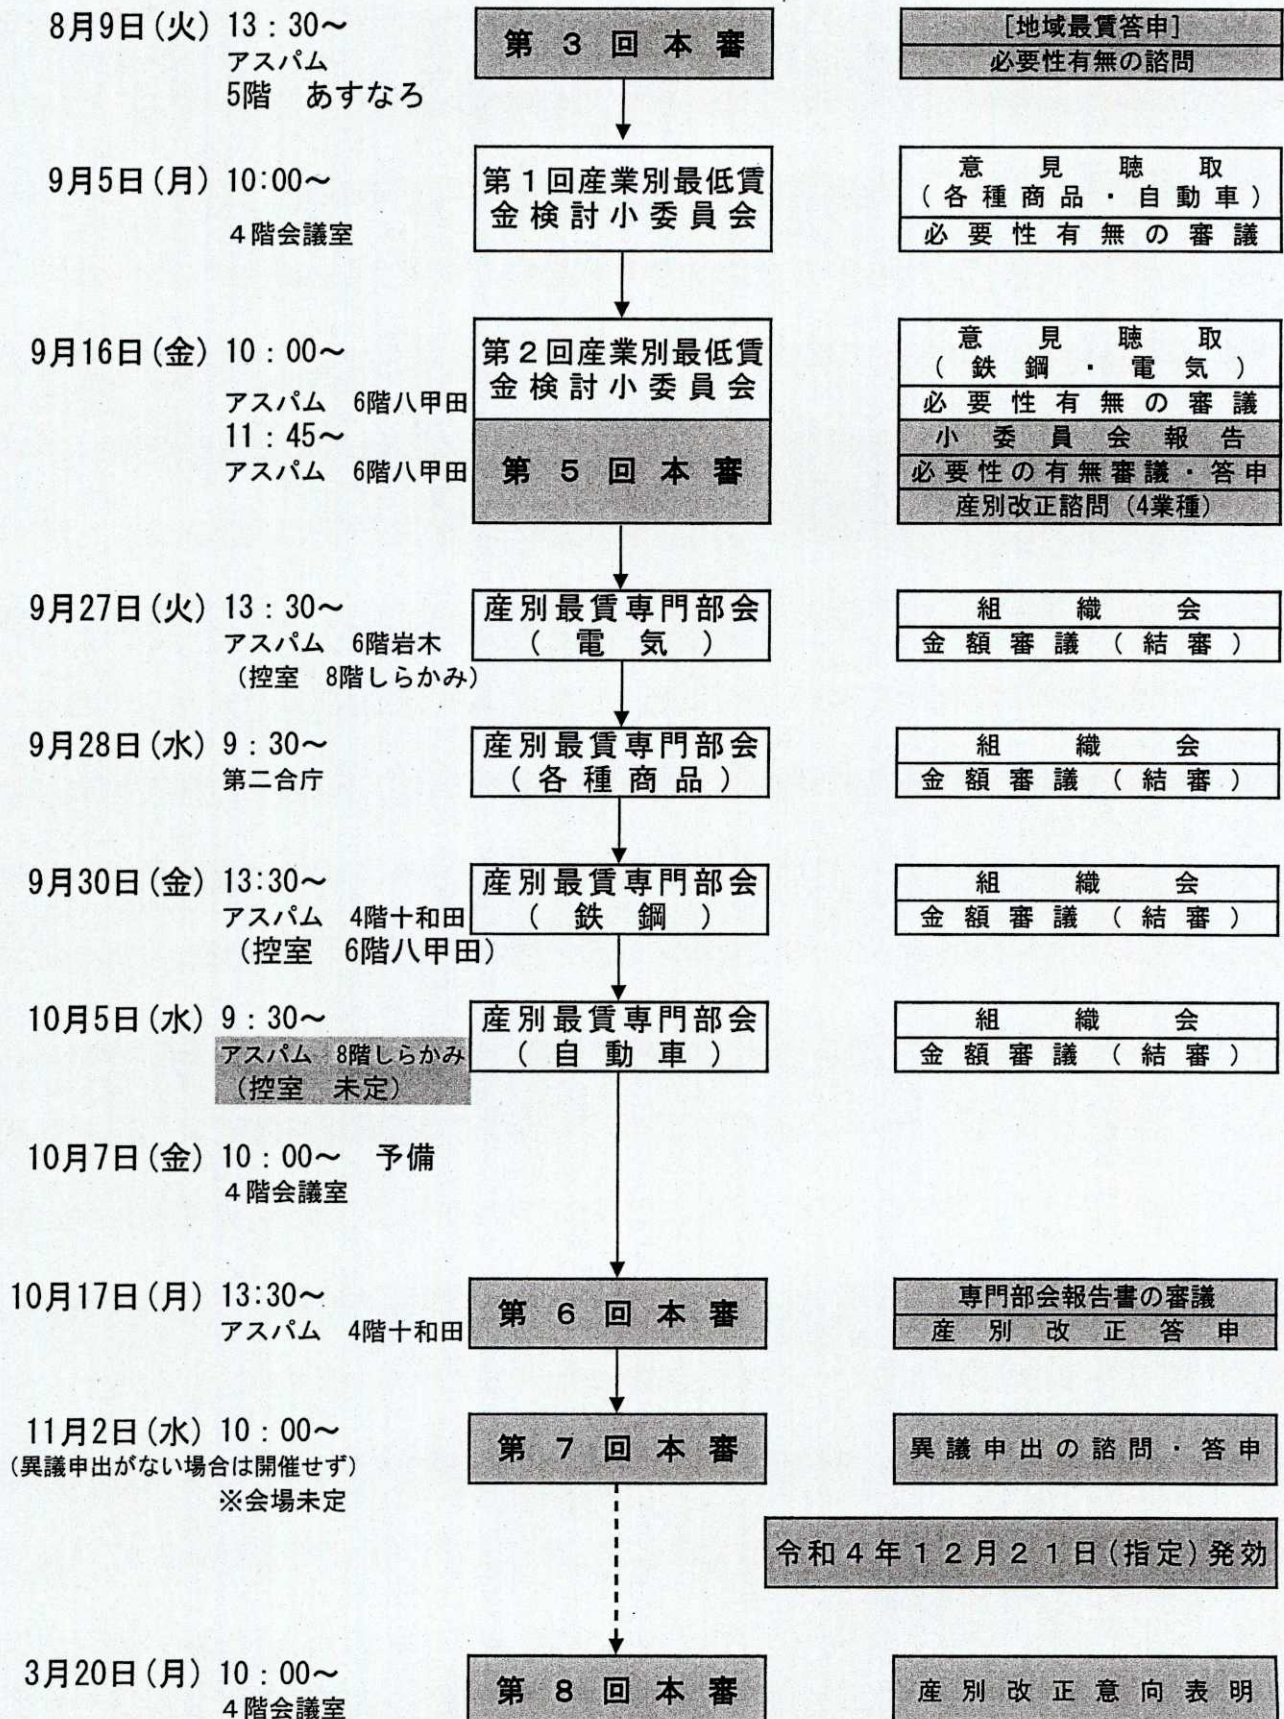 8月9日(火) 13：30～
アスパム
5階　あすなろ
第 3 回 本 審
[地域最賃答申]
必要性有無の諮問
9月5日(月) 10:00～
４階会議室
第１回産業別最低賃
金検討小委員会
意　見　聴　取
（各種商品・自動車）
必要性有無の審議
9月16日(金) 10：00～
アスパム　6階八甲田
11：45～
アスパム　6階八甲田
第２回産業別最低賃
金検討小委員会
第 5 回 本 審
意　見　聴　取
（鉄鋼・電気）
必要性有無の審議
小委員会報告
必要性の有無審議・答申
産別改正諮問（4業種）
9月27日(火) 13：30～
アスパム　6階岩木
（控室　8階しらかみ）
産別最賃専門部会
（電気）
組　織　会
金額審議（結審）
9月28日(水) 9：30～
第二合庁
産別最賃専門部会
（各種商品）
組　織　会
金額審議（結審）
9月30日(金) 13:30～
アスパム　4階十和田
（控室　6階八甲田）
産別最賃専門部会
（鉄鋼）
組　織　会
金額審議（結審）
10月5日(水) 9：30～
アスパム　8階しらかみ
（控室　未定）
産別最賃専門部会
（自動車）
組　織　会
金額審議（結審）
10月7日(金) 10：00～　予備
４階会議室
10月17日(月) 13:30～
アスパム　4階十和田
第 6 回 本 審
専門部会報告書の審議
産別改正答申
11月2日(水) 10：00～
（異議申出がない場合は開催せず）
※会場未定
第 7 回 本 審
異議申出の諮問・答申
令和４年１２月２１日(指定)発効
3月20日(月) 10：00～
４階会議室
第 8 回 本 審
産別改正意向表明